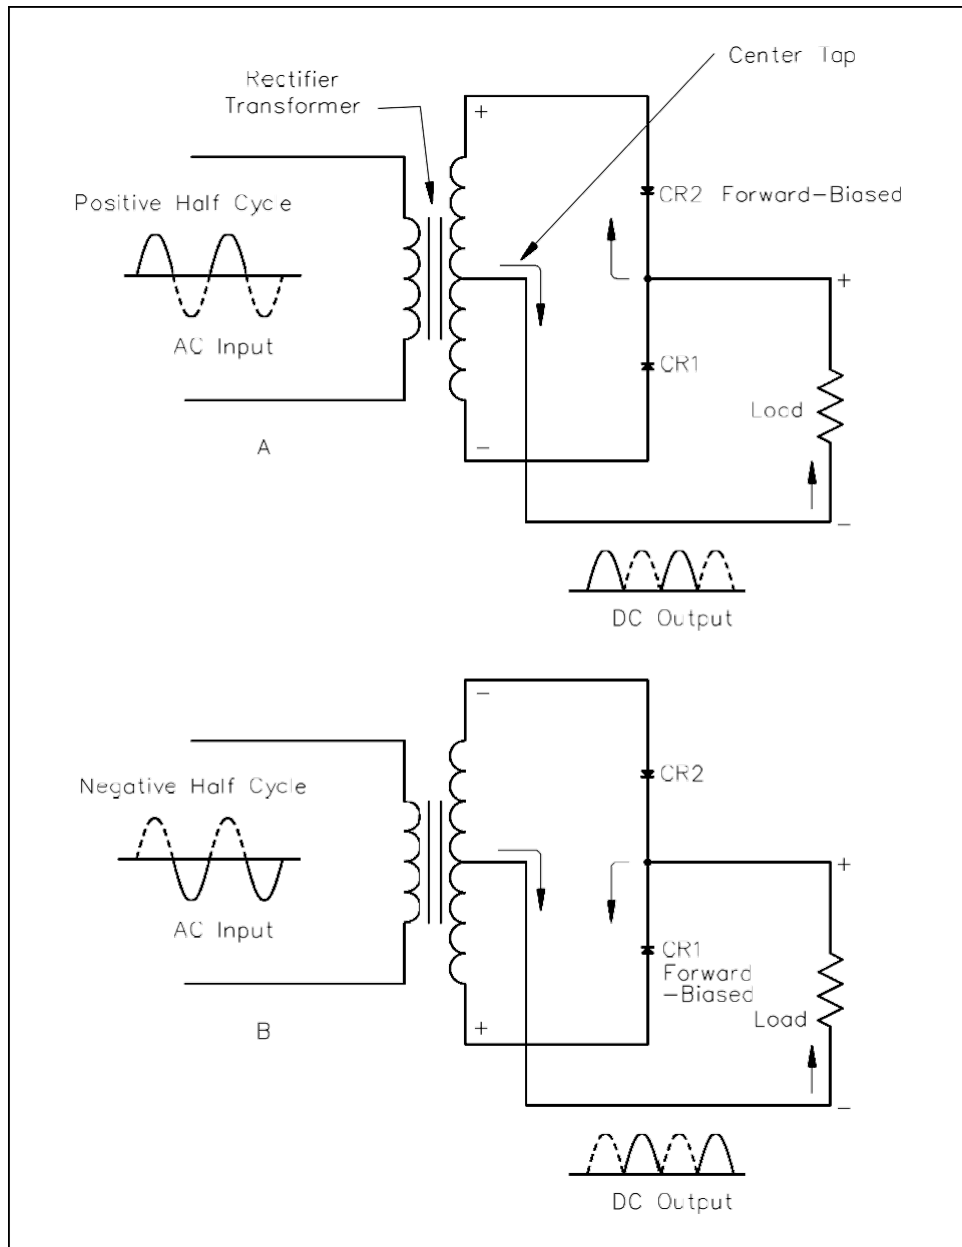 Center Tap
Rectifier
Transformer
+
CR2 Forward-Biased
Positive Half Cycle
+
AC Input
CR1
Load
A
−
−
DC Output
−
CR2
Negative Half Cycle
+
AC Input
CR1
Forward
-Biased
Load
B
+
−
DC Output